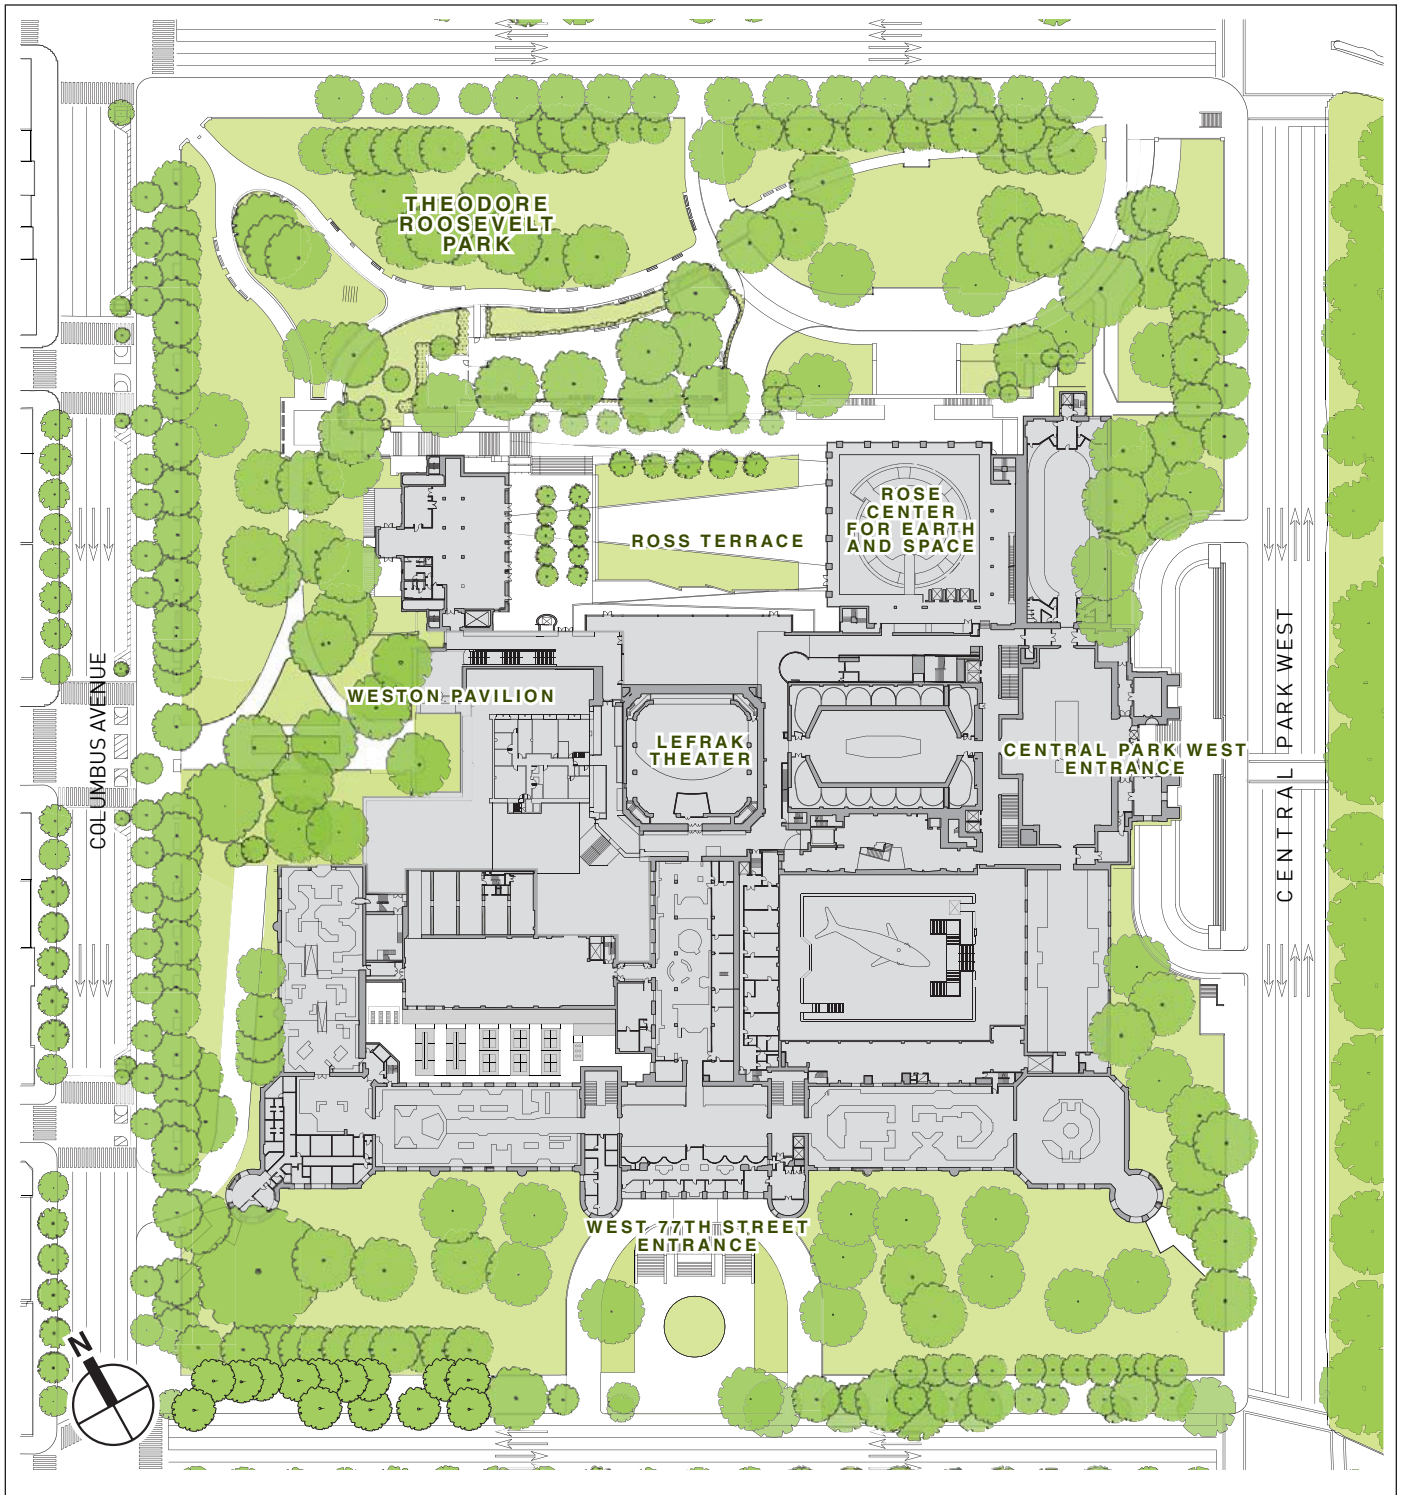 THEODORE
ROOSEVELT
PARK
ROSE
CENTER
FOR EARTH
AND SPACE
ROSS TERRACE
COLUMBUS AVENUE
WESTON PAVILION
LEFRAK
THEATER
CENTRAL PARK WEST
ENTRANCE
CENTRAL PARK WEST
WEST 77TH STREET
ENTRANCE
N